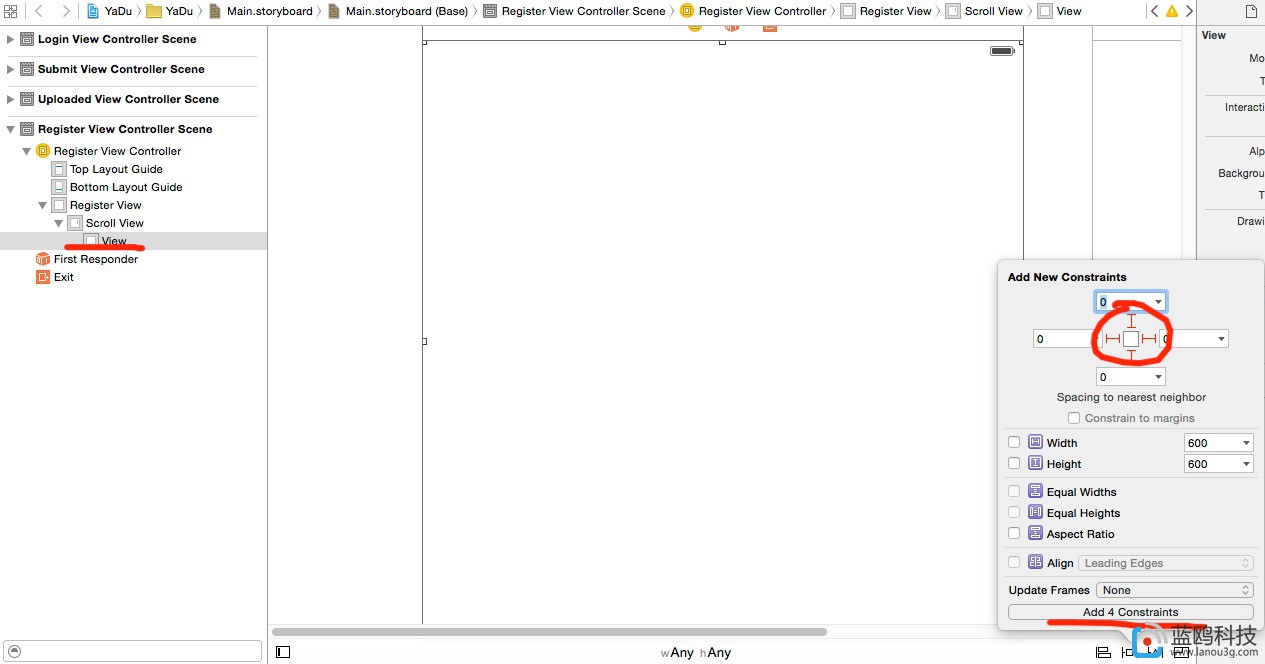 YaDu YaDu Main.storyboard Main.storyboard (Base) Register View Controller Scene Register View Controller Register View Scroll View View
Login View Controller Scene
Submit View Controller Scene
Uploaded View Controller Scene
Register View Controller Scene
Register View Controller
Top Layout Guide
Bottom Layout Guide
Register View
Scroll View
View
First Responder
Exit
View
Mo
T
Interacti
Alp
Backgrou
T
Drawi
Add New Constraints
0
0 0
0
Spacing to nearest neighbor
Constrain to margins
Width 600
Height 600
Equal Widths
Equal Heights
Aspect Ratio
Align Leading Edges
Update Frames None
Add 4 Constraints
wAny hAny
蓝鸥科技
www.lanou3g.com